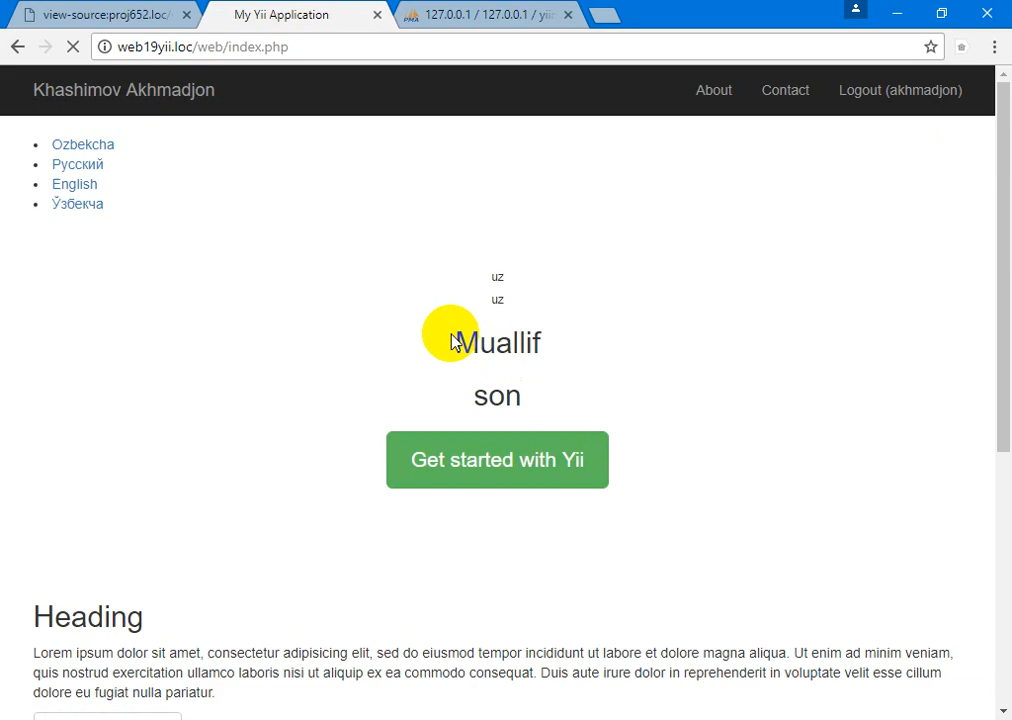 view-source:proj652.loc/
My Yii Application
127.0.0.1 / 127.0.0.1 / yii
web19yii.loc/web/index.php
Khashimov Akhmadjon
About
Contact
Logout (akhmadjon)
Ozbekcha
Русский
English
Ўзбекча
uz
uz
Muallif
son
Get started with Yii
Heading
Lorem ipsum dolor sit amet, consectetur adipisicing elit, sed do eiusmod tempor incididunt ut labore et dolore magna aliqua. Ut enim ad minim veniam,
quis nostrud exercitation ullamco laboris nisi ut aliquip ex ea commodo consequat. Duis aute irure dolor in reprehenderit in voluptate velit esse cillum
dolore eu fugiat nulla pariatur.